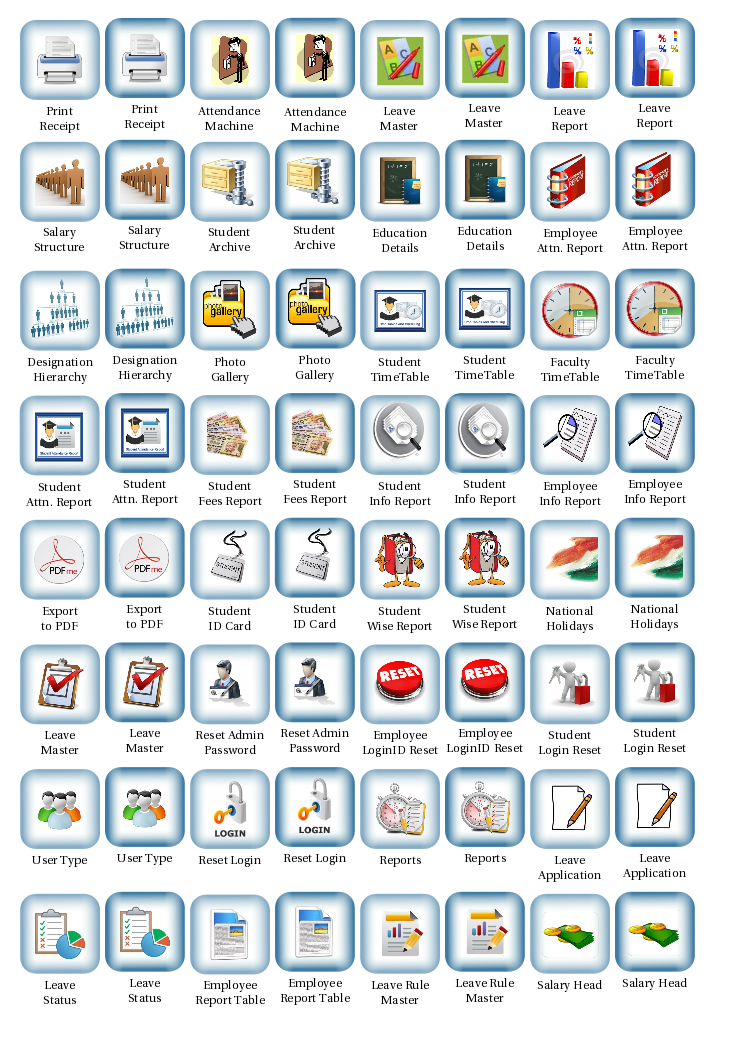 Print
Receipt
Print
Receipt
Attendance
Machine
Attendance
Machine
A
B
C
Leave
Master
A
B
C
Leave
Master
%
%
%
Leave
Report
%
%
%
Leave
Report
Salary
Structure
Salary
Structure
Student
Archive
Student
Archive
Education
Details
Education
Details
Employee
Attn. Report
Employee
Attn. Report
Designation
Hierarchy
Designation
Hierarchy
photo
gallery
Photo
Gallery
photo
gallery
Photo
Gallery
Student
TimeTable
Student
TimeTable
Faculty
TimeTable
Faculty
TimeTable
Student Attendance Report
Student
Attn. Report
Student Attendance Report
Student
Attn. Report
Student
Fees Report
Student
Fees Report
Student
Info Report
Student
Info Report
Employee
Info Report
Employee
Info Report
PDFme
Export
to PDF
PDFme
Export
to PDF
STUDENT
Student
ID Card
STUDENT
Student
ID Card
Student
Wise Report
Student
Wise Report
National
Holidays
National
Holidays
Leave
Master
Leave
Master
Reset Admin
Password
Reset Admin
Password
RESET
Employee
LoginID Reset
RESET
Employee
LoginID Reset
Student
Login Reset
Student
Login Reset
User Type
User Type
LOGIN
Reset Login
LOGIN
Reset Login
Reports
Reports
Leave
Application
Leave
Application
Leave
Status
Leave
Status
Employee
Report Table
Employee
Report Table
Leave Rule
Master
Leave Rule
Master
Salary Head
Salary Head